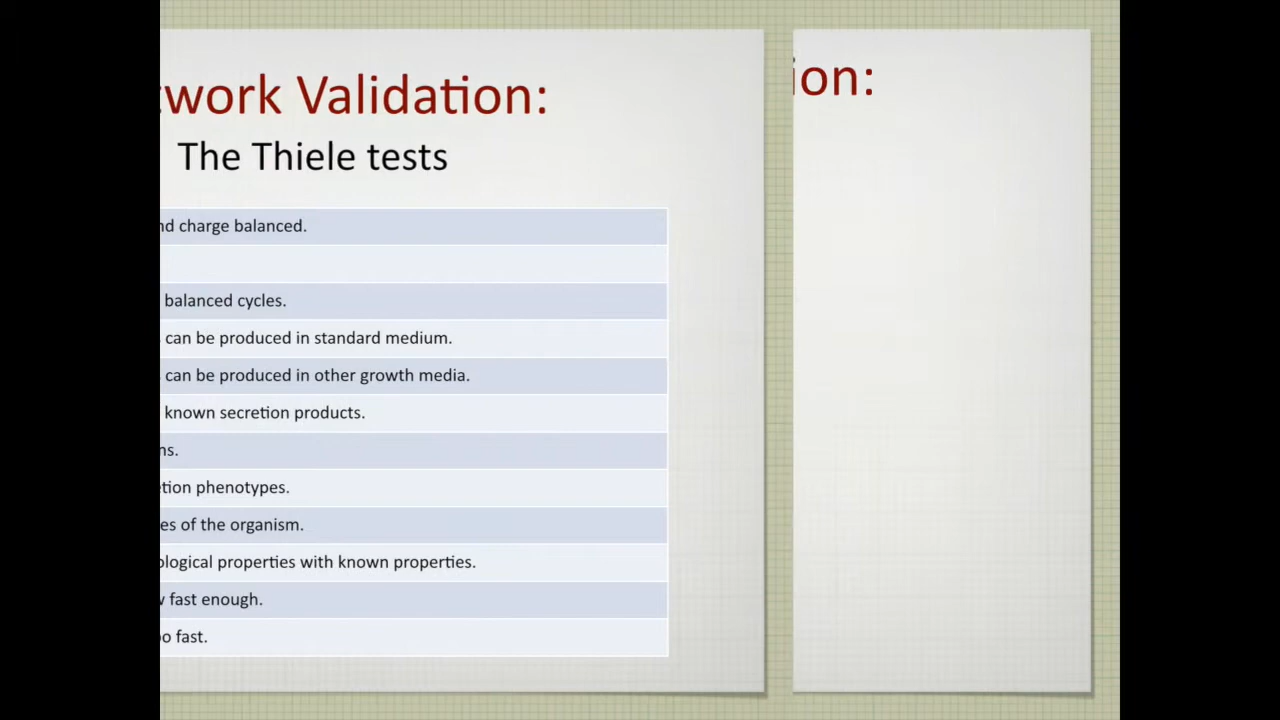 work Validation:
ion:
The Thiele tests
nd charge balanced.
balanced cycles.
can be produced in standard medium.
can be produced in other growth media.
known secretion products.
ns.
etion phenotypes.
es of the organism.
ological properties with known properties.
w fast enough.
oo fast.